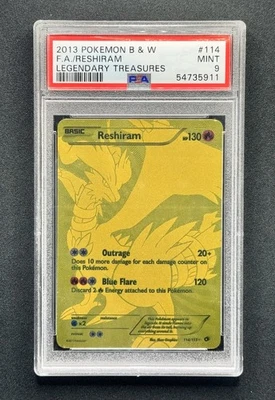 2013 POKEMON B & W #114
F.A./RESHIRAM MINT
LEGENDARY TREASURES 9
PSA 54735911
BASIC
Reshiram HP130
Outrage 20+
Does 10 more damage for each damage counter on
this Pokémon.
Blue Flare 120
Discard 2 Energy attached to this Pokémon.
×2